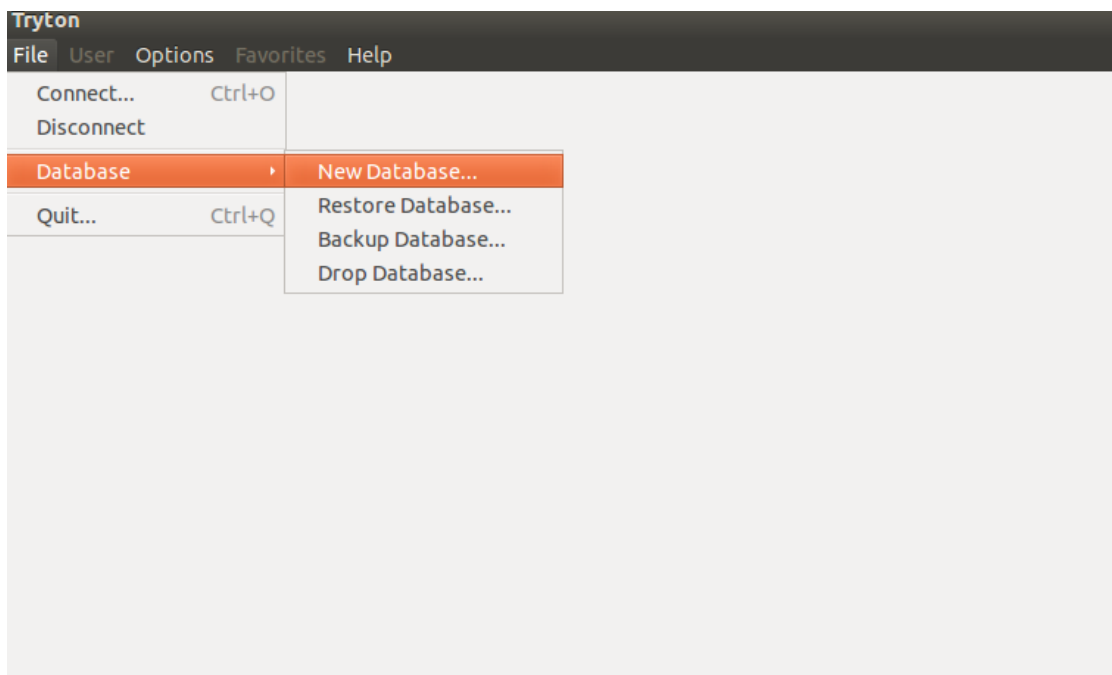 Tryton
File User Options Favorites Help
Connect... Ctrl+O
Disconnect
Database
New Database...
Restore Database...
Backup Database...
Drop Database...
Quit... Ctrl+Q